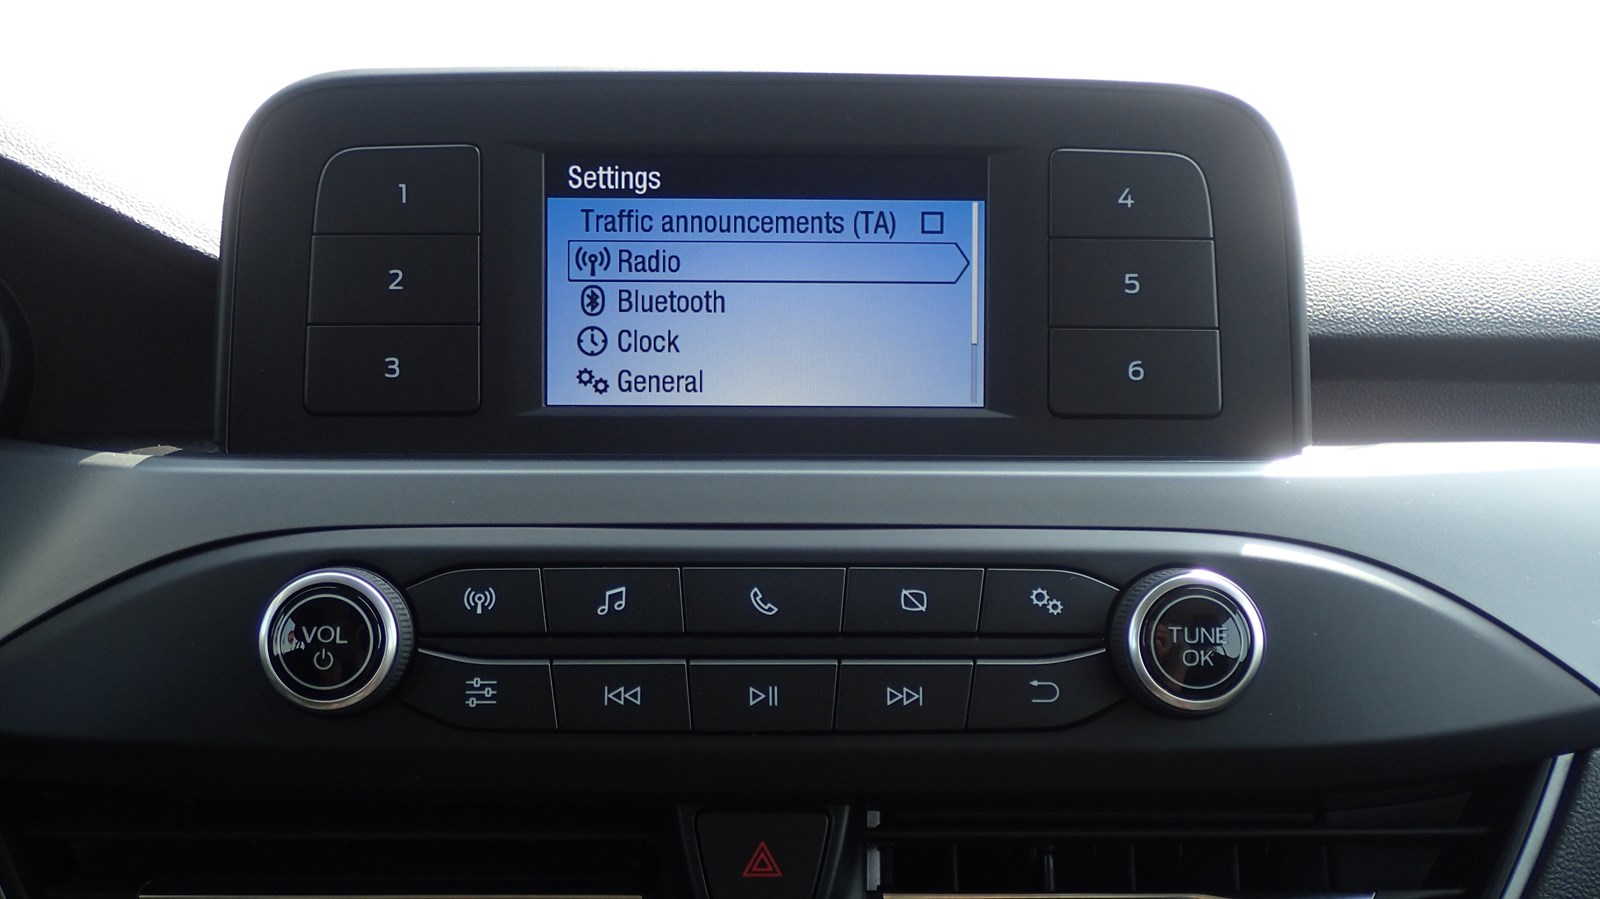 Settings
Traffic announcements (TA)
Radio
Bluetooth
Clock
General
1
2
3
4
5
6
VOL
TUNE
OK